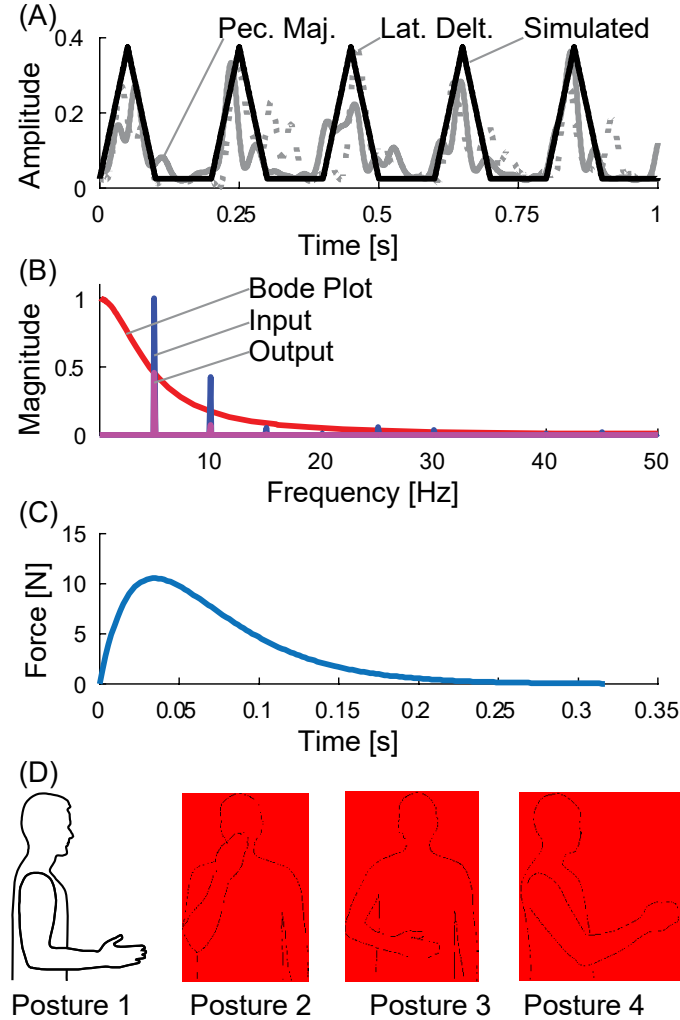 (A)
Pec. Maj. Lat. Delt. Simulated
0.4
0.2
0
Amplitude
0 0.25 0.5 0.75 1
Time [s]
(B)
Bode Plot
Input
Output
1
0.5
0
Magnitude
10 20 30 40 50
Frequency [Hz]
(C)
15
10
5
0
Force [N]
0 0.05 0.1 0.15 0.2 0.25 0.3 0.35
Time [s]
(D)
Posture 1 Posture 2 Posture 3 Posture 4